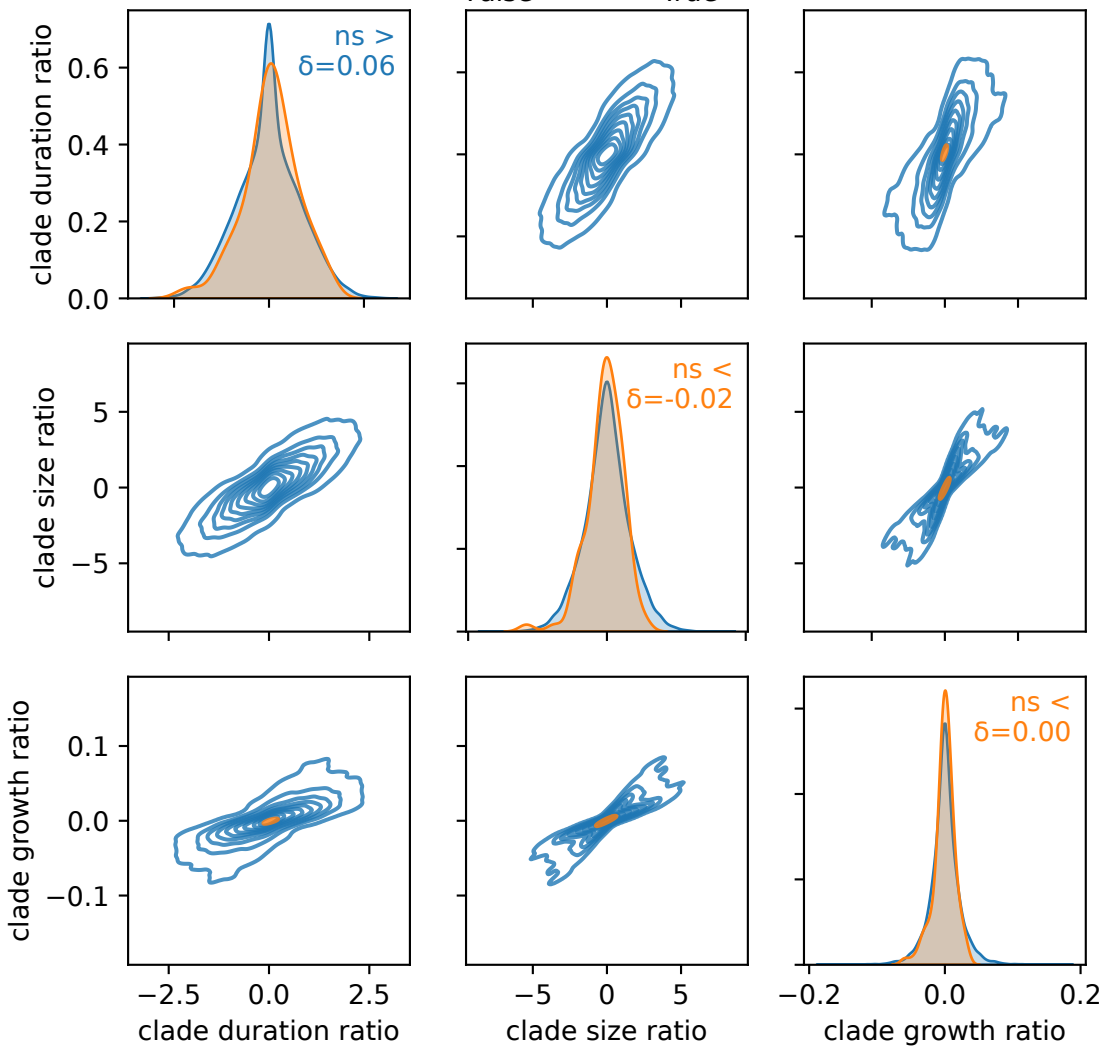 ns >
δ=0.06
clade duration ratio
0.6
0.4
0.2
0.0
ns <
δ=-0.02
clade size ratio
5
0
−5
ns <
δ=0.00
clade growth ratio
0.1
0.0
−0.1
−2.5 0.0 2.5
−5 0 5
−0.2 0.0 0.2
clade duration ratio
clade size ratio
clade growth ratio